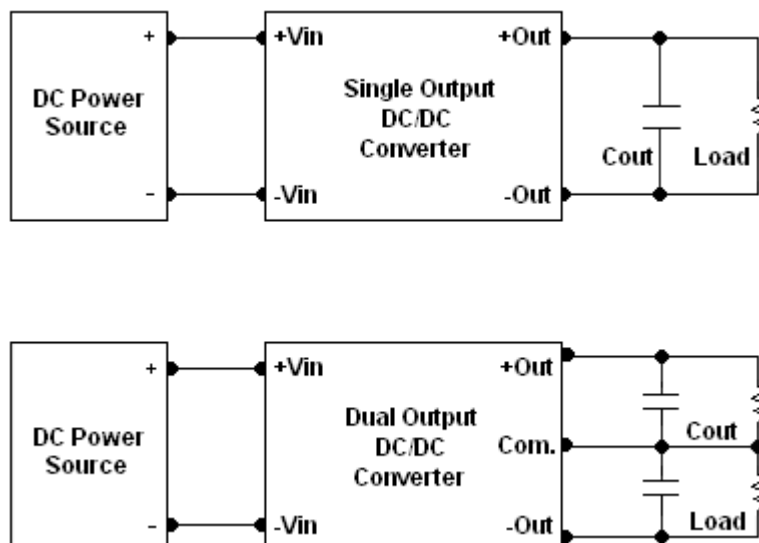 + +Vin +Out
DC Power
Source
Single Output
DC/DC
Converter
Cout Load
- -Vin -Out
+ +Vin +Out
DC Power
Source
Dual Output
DC/DC
Converter
Com. Cout
- -Vin -Out Load